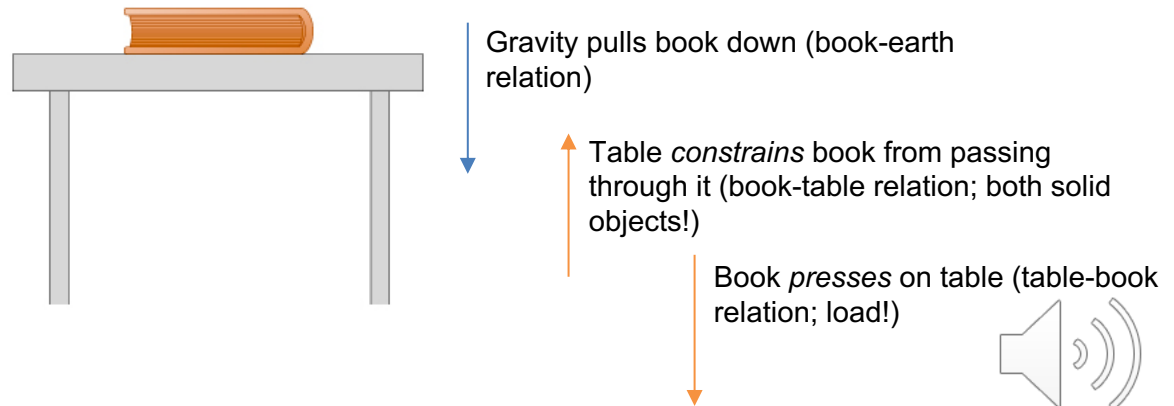 Gravity pulls book down (book-earth
relation)
Table constrains book from passing
through it (book-table relation; both solid
objects!)
Book presses on table (table-book
relation; load!)